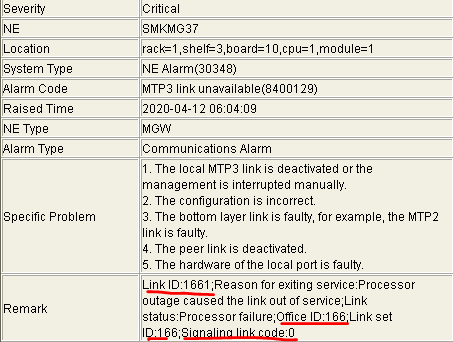 Severity Critical
NE SMKMG37
Location rack=1,shelf=3,board=10,cpu=1,module=1
System Type NE Alarm(30348)
Alarm Code MTP3 link unavailable(8400129)
Raised Time 2020-04-12 06:04:09
NE Type MGW
Alarm Type Communications Alarm
Specific Problem
1. The local MTP3 link is deactivated or the
management is interrupted manually.
2. The configuration is incorrect.
3. The bottom layer link is faulty, for example, the MTP2
link is faulty.
4. The peer link is deactivated.
5. The hardware of the local port is faulty.
Remark
Link ID:1661;Reason for exiting service:Processor
outage caused the link out of service;Link
status:Processor failure;Office ID:166;Link set
ID:166;Signaling link code:0